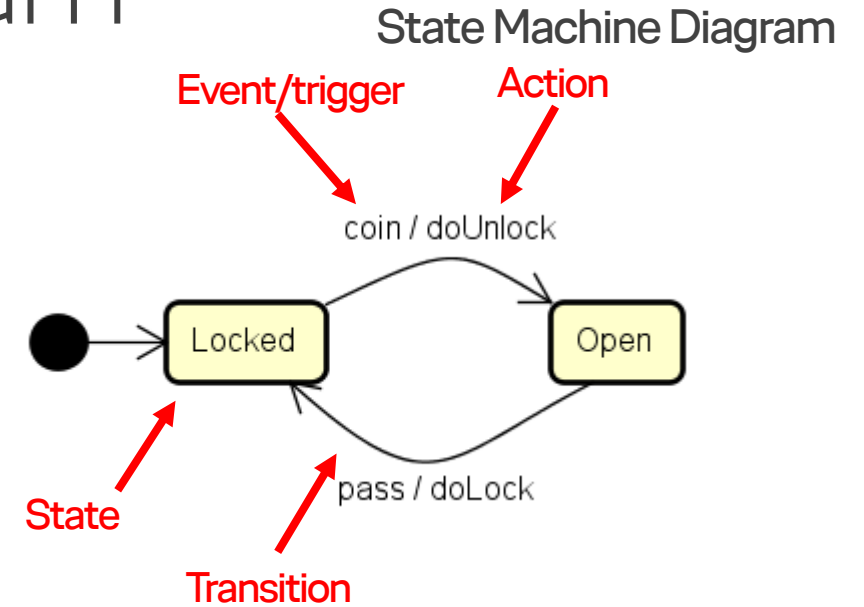 State Machine Diagram
Event/trigger
Action
coin / doUnlock
Locked
Open
pass / doLock
State
Transition